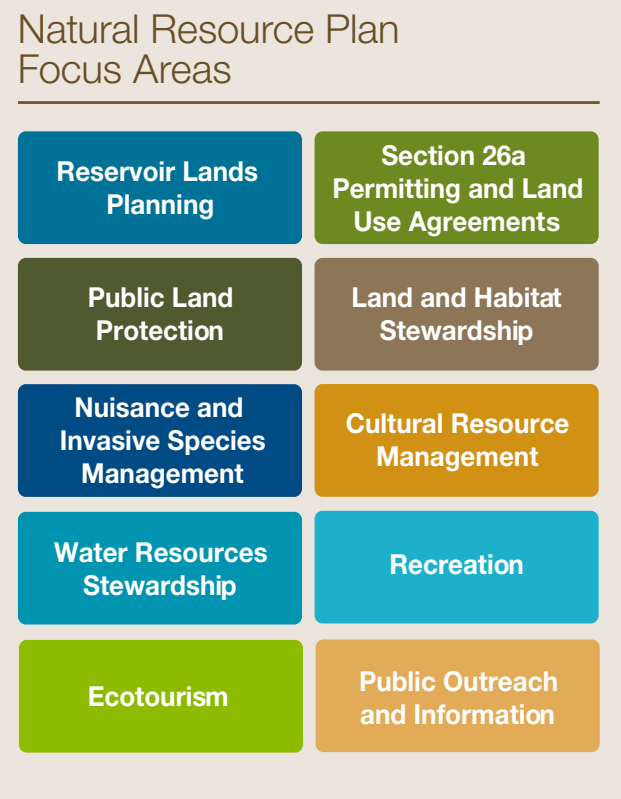 Natural Resource Plan
Focus Areas
Reservoir Lands
Planning
Section 26a
Permitting and Land
Use Agreements
Public Land
Protection
Land and Habitat
Stewardship
Nuisance and
Invasive Species
Management
Cultural Resource
Management
Water Resources
Stewardship
Recreation
Ecotourism
Public Outreach
and Information